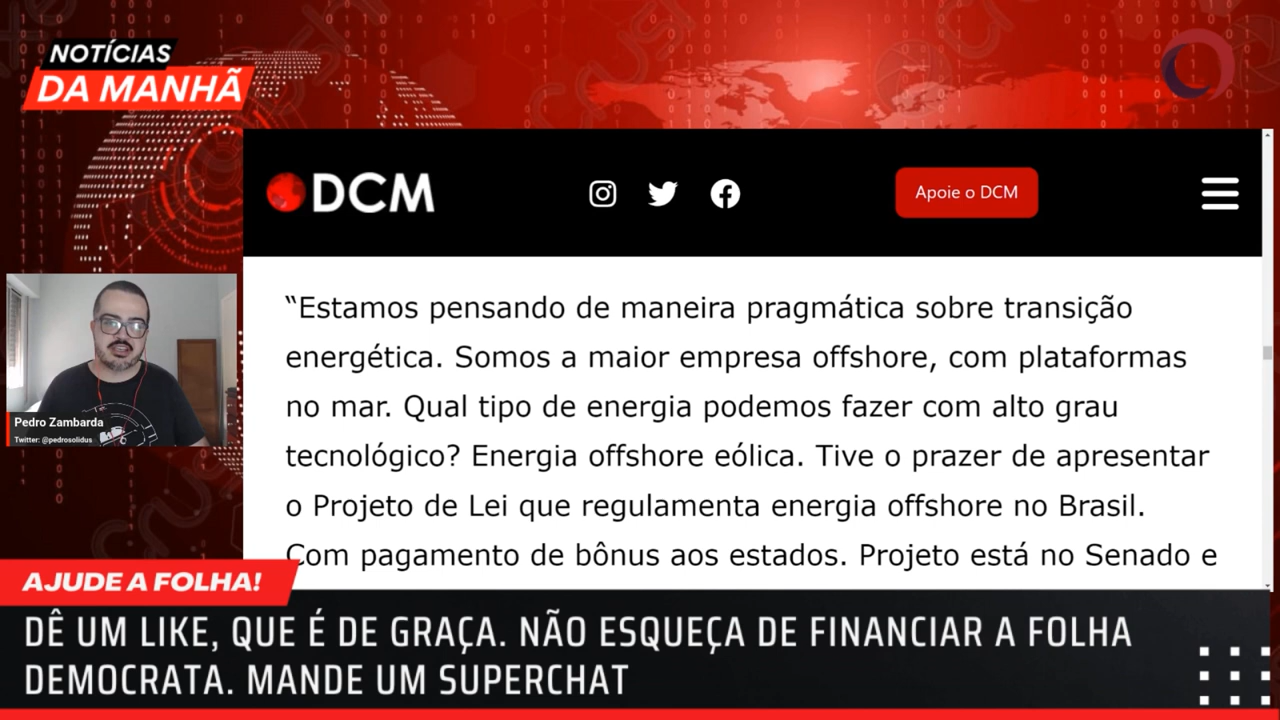 NOTÍCIAS
DA MANHÃ
DCM
Apoie o DCM
“Estamos pensando de maneira pragmática sobre transição
energética. Somos a maior empresa offshore, com plataformas
no mar. Qual tipo de energia podemos fazer com alto grau
tecnológico? Energia offshore eólica. Tive o prazer de apresentar
o Projeto de Lei que regulamenta energia offshore no Brasil.
Com pagamento de bônus aos estados. Projeto está no Senado e
Pedro Zambarda
Twitter: @pedrosolidus
AJUDE A FOLHA!
DÊ UM LIKE, QUE É DE GRAÇA. NÃO ESQUEÇA DE FINANCIAR A FOLHA
DEMOCRATA. MANDE UM SUPERCHAT